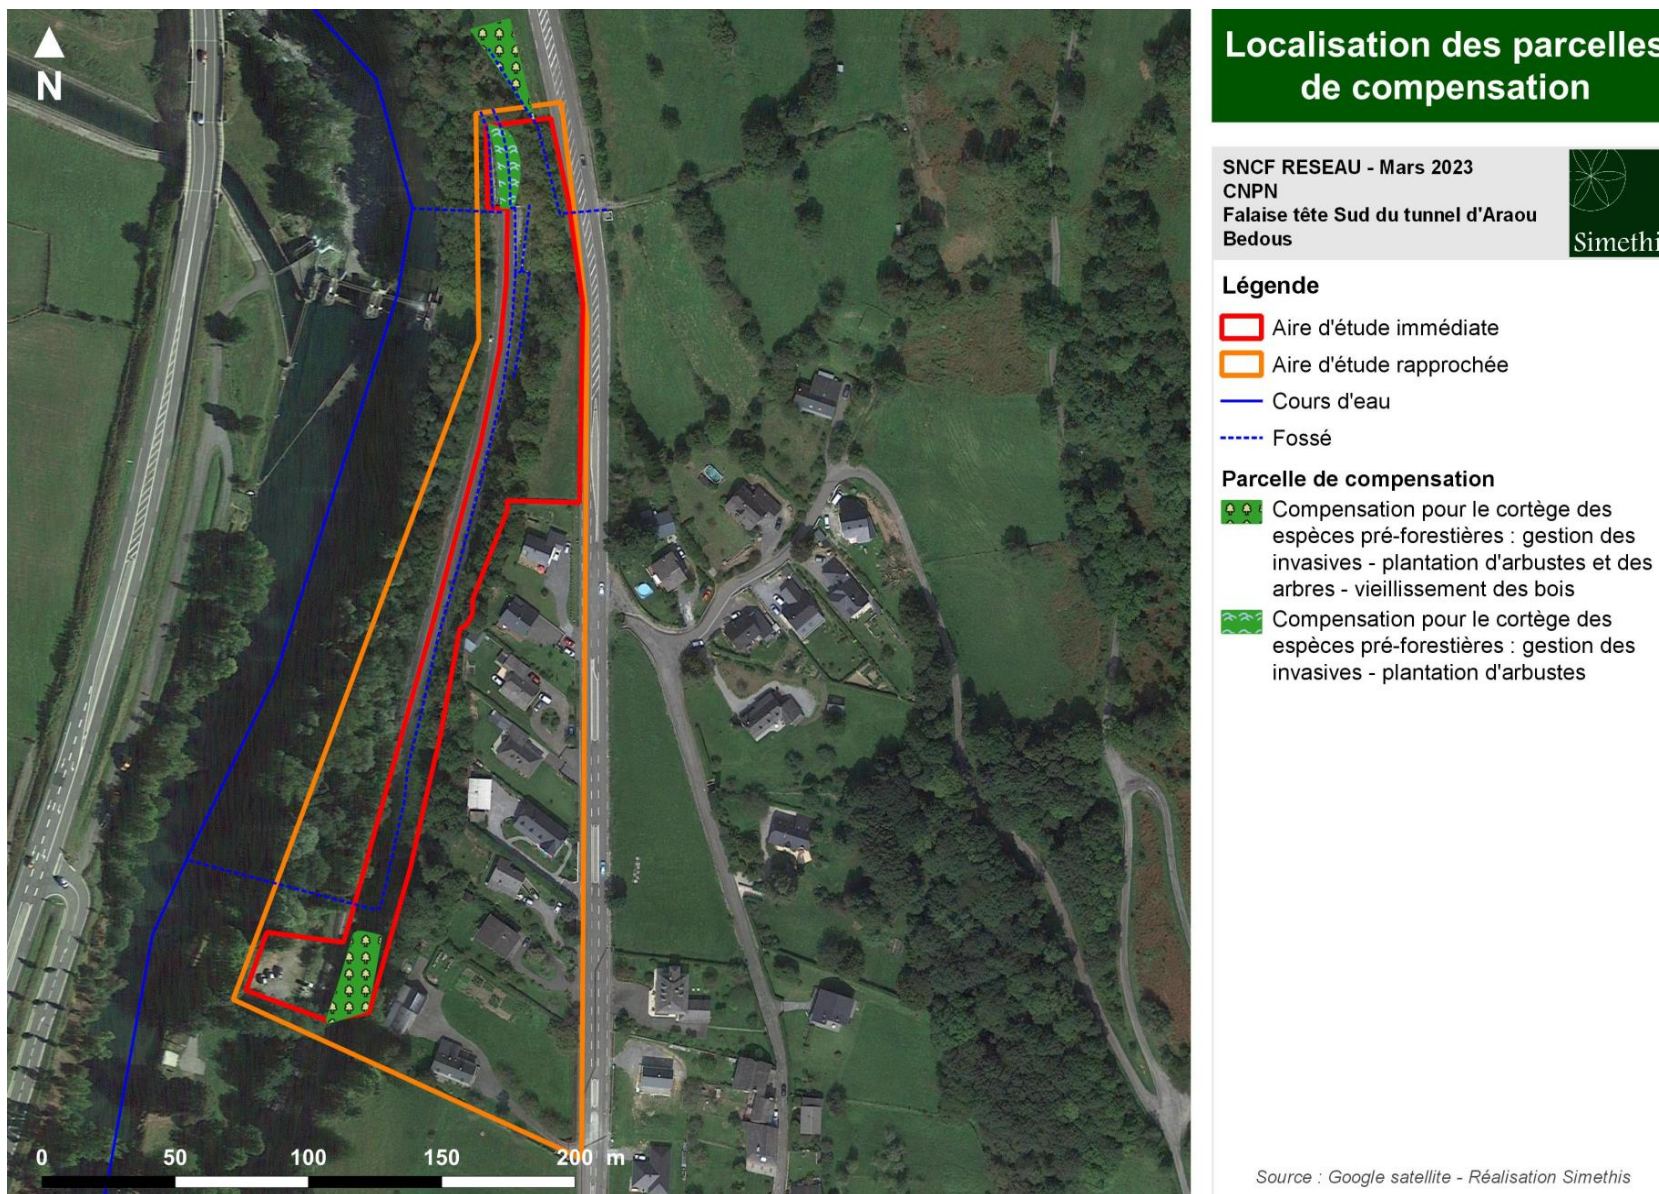 N
Localisation des parcelles
de compensation
SNCF RESEAU - Mars 2023
CNPN
Falaise tête Sud du tunnel d'Araou
Bedous
Simethi
Légende
Aire d'étude immédiate
Aire d'étude rapprochée
Cours d'eau
Fossé
Parcelle de compensation
Compensation pour le cortège des
espèces pré-forestières : gestion des
invasives - plantation d'arbustes et des
arbres - vieillissement des bois
Compensation pour le cortège des
espèces pré-forestières : gestion des
invasives - plantation d'arbustes
0 50 100 150 200 m
Source : Google satellite - Réalisation Simethis